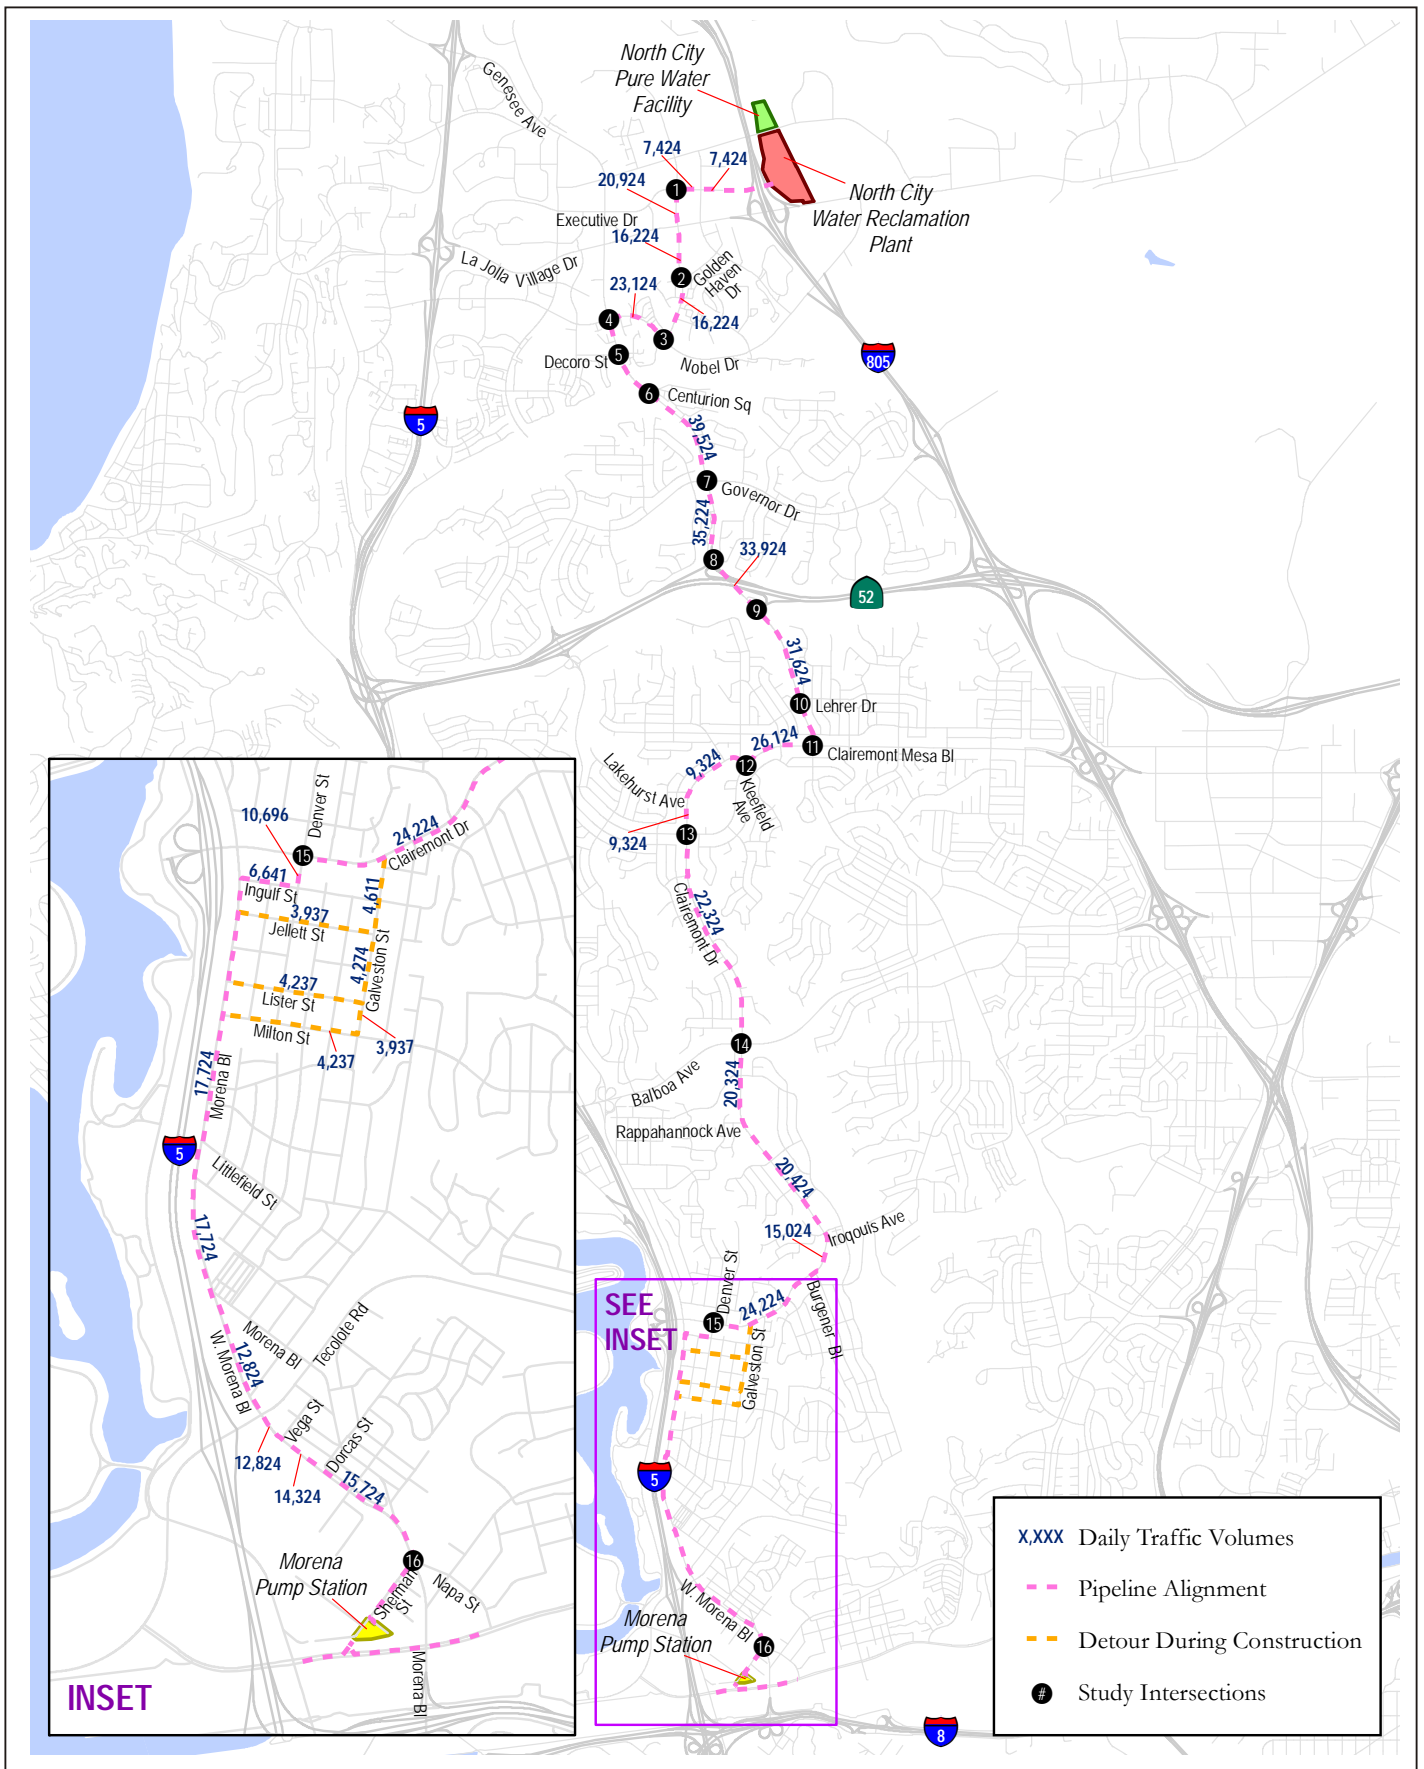 North City
Pure Water
Facility
Genesee Ave
7,424
7,424
20,924
1
North City
Water Reclamation
Plant
Executive Dr
16,224
La Jolla Village Dr
2
Golden
Haven
Dr
23,124
16,224
4
3
5
Decoro St
Nobel Dr
805
6
Centurion Sq
5
39,524
7
Governor Dr
35,224
8
33,924
52
9
31,624
10
Lehrer Dr
26,124
11
Clairemont Mesa Bl
9,324
12
Lakehurst Ave
Kleefield
Ave
9,324
13
22,324
Clairemont Dr
14
Balboa Ave
20,324
Rappahannock Ave
20,424
15,024
Iroqouis Ave
Denver St
Burgener Bl
SEE
INSET
24,224
15
Galveston St
5
W. Morena Bl
Morena
Pump Station
16
8
Denver St
10,696
15
24,224
Clairemont Dr
6,641
Ingulf St
4,611
3,937
Jellett St
4,274
Galveston St
4,237
Lister St
Milton St
4,237
3,937
17,724
Morena Bl
5
Littlefield St
17,724
Morena Bl
Tecolote Rd
W. Morena Bl
12,824
Vega St
Dorcas St
12,824
14,324
15,724
Morena
Pump Station
16
Sherman
St
Napa St
Morena Bl
INSET
X,XXX Daily Traffic Volumes
Pipeline Alignment
Detour During Construction
# Study Intersections